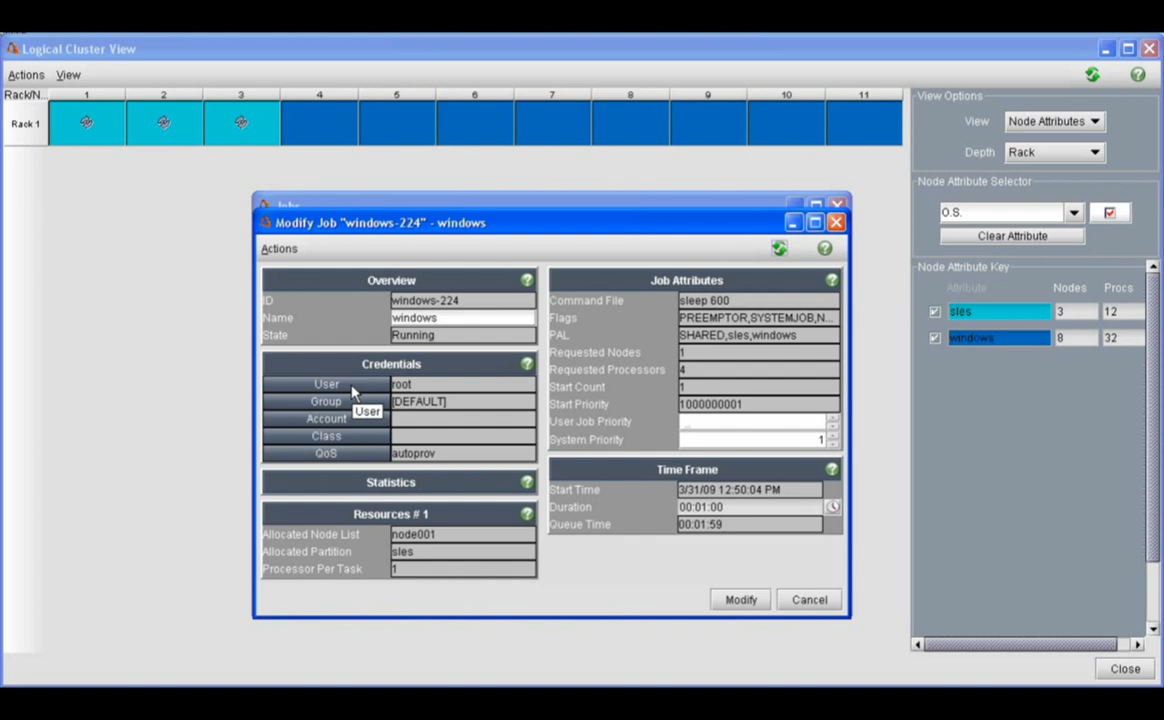 Logical Cluster View
Actions View
Rack/N... 1 2 3 4 5 6 7 8 9 10 11
Rack 1
View Options
View Node Attributes
Depth Rack
Node Attribute Selector
O.S.
Clear Attribute
Node Attribute Key
Attribute Nodes Procs
sles 3 12
windows 8 32
Close
Jobs
Modify Job "windows-224" - windows
Actions
Overview
ID windows-224
Name windows
State Running
Credentials
User root
Group [DEFAULT]
User
Account
Class
QoS autoprov
Statistics
Resources # 1
Allocated Node List node001
Allocated Partition sles
Processor Per Task 1
Job Attributes
Command File sleep 600
Flags PREEMPTOR,SYSTEMJOB,N...
PAL SHARED,sles,windows
Requested Nodes 1
Requested Processors 4
Start Count 1
Start Priority 1000000001
User Job Priority
System Priority 1
Time Frame
Start Time 3/31/09 12:50:04 PM
Duration 00:01:00
Queue Time 00:01:59
Modify Cancel